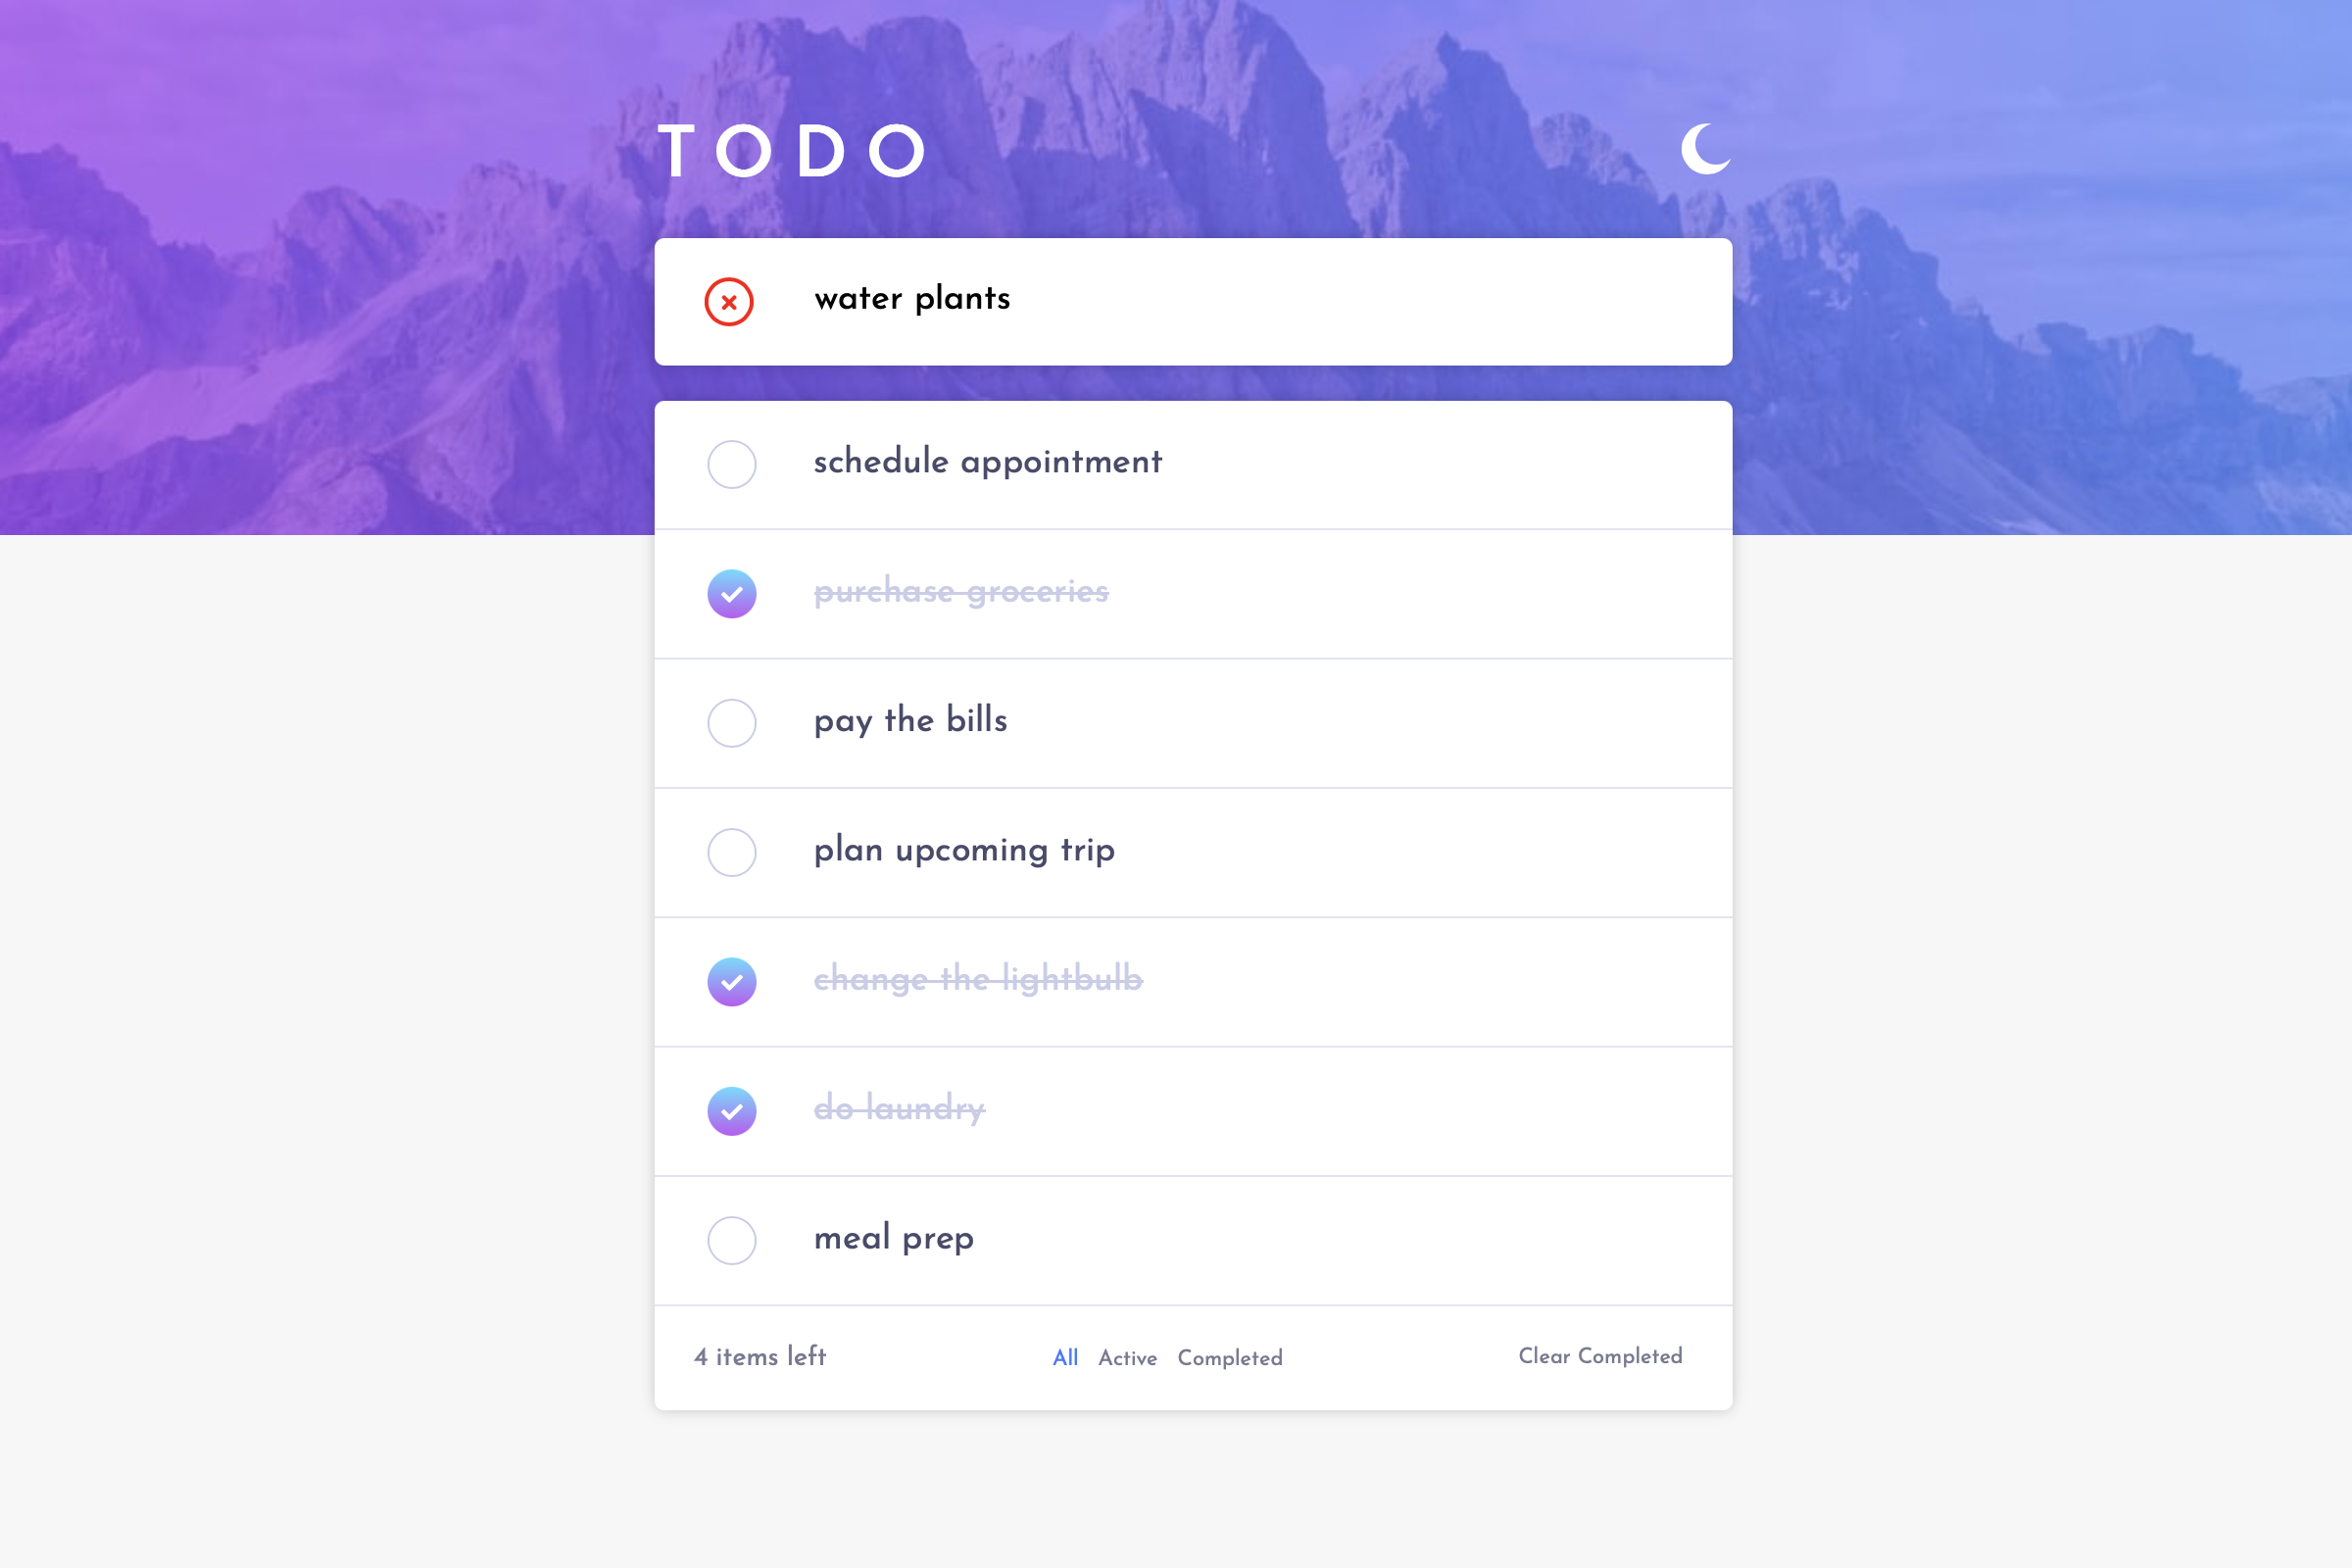 TODO
water plants
schedule appointment
purchase groceries
pay the bills
plan upcoming trip
change the lightbulb
do laundry
meal prep
4 items left All Active Completed Clear Completed